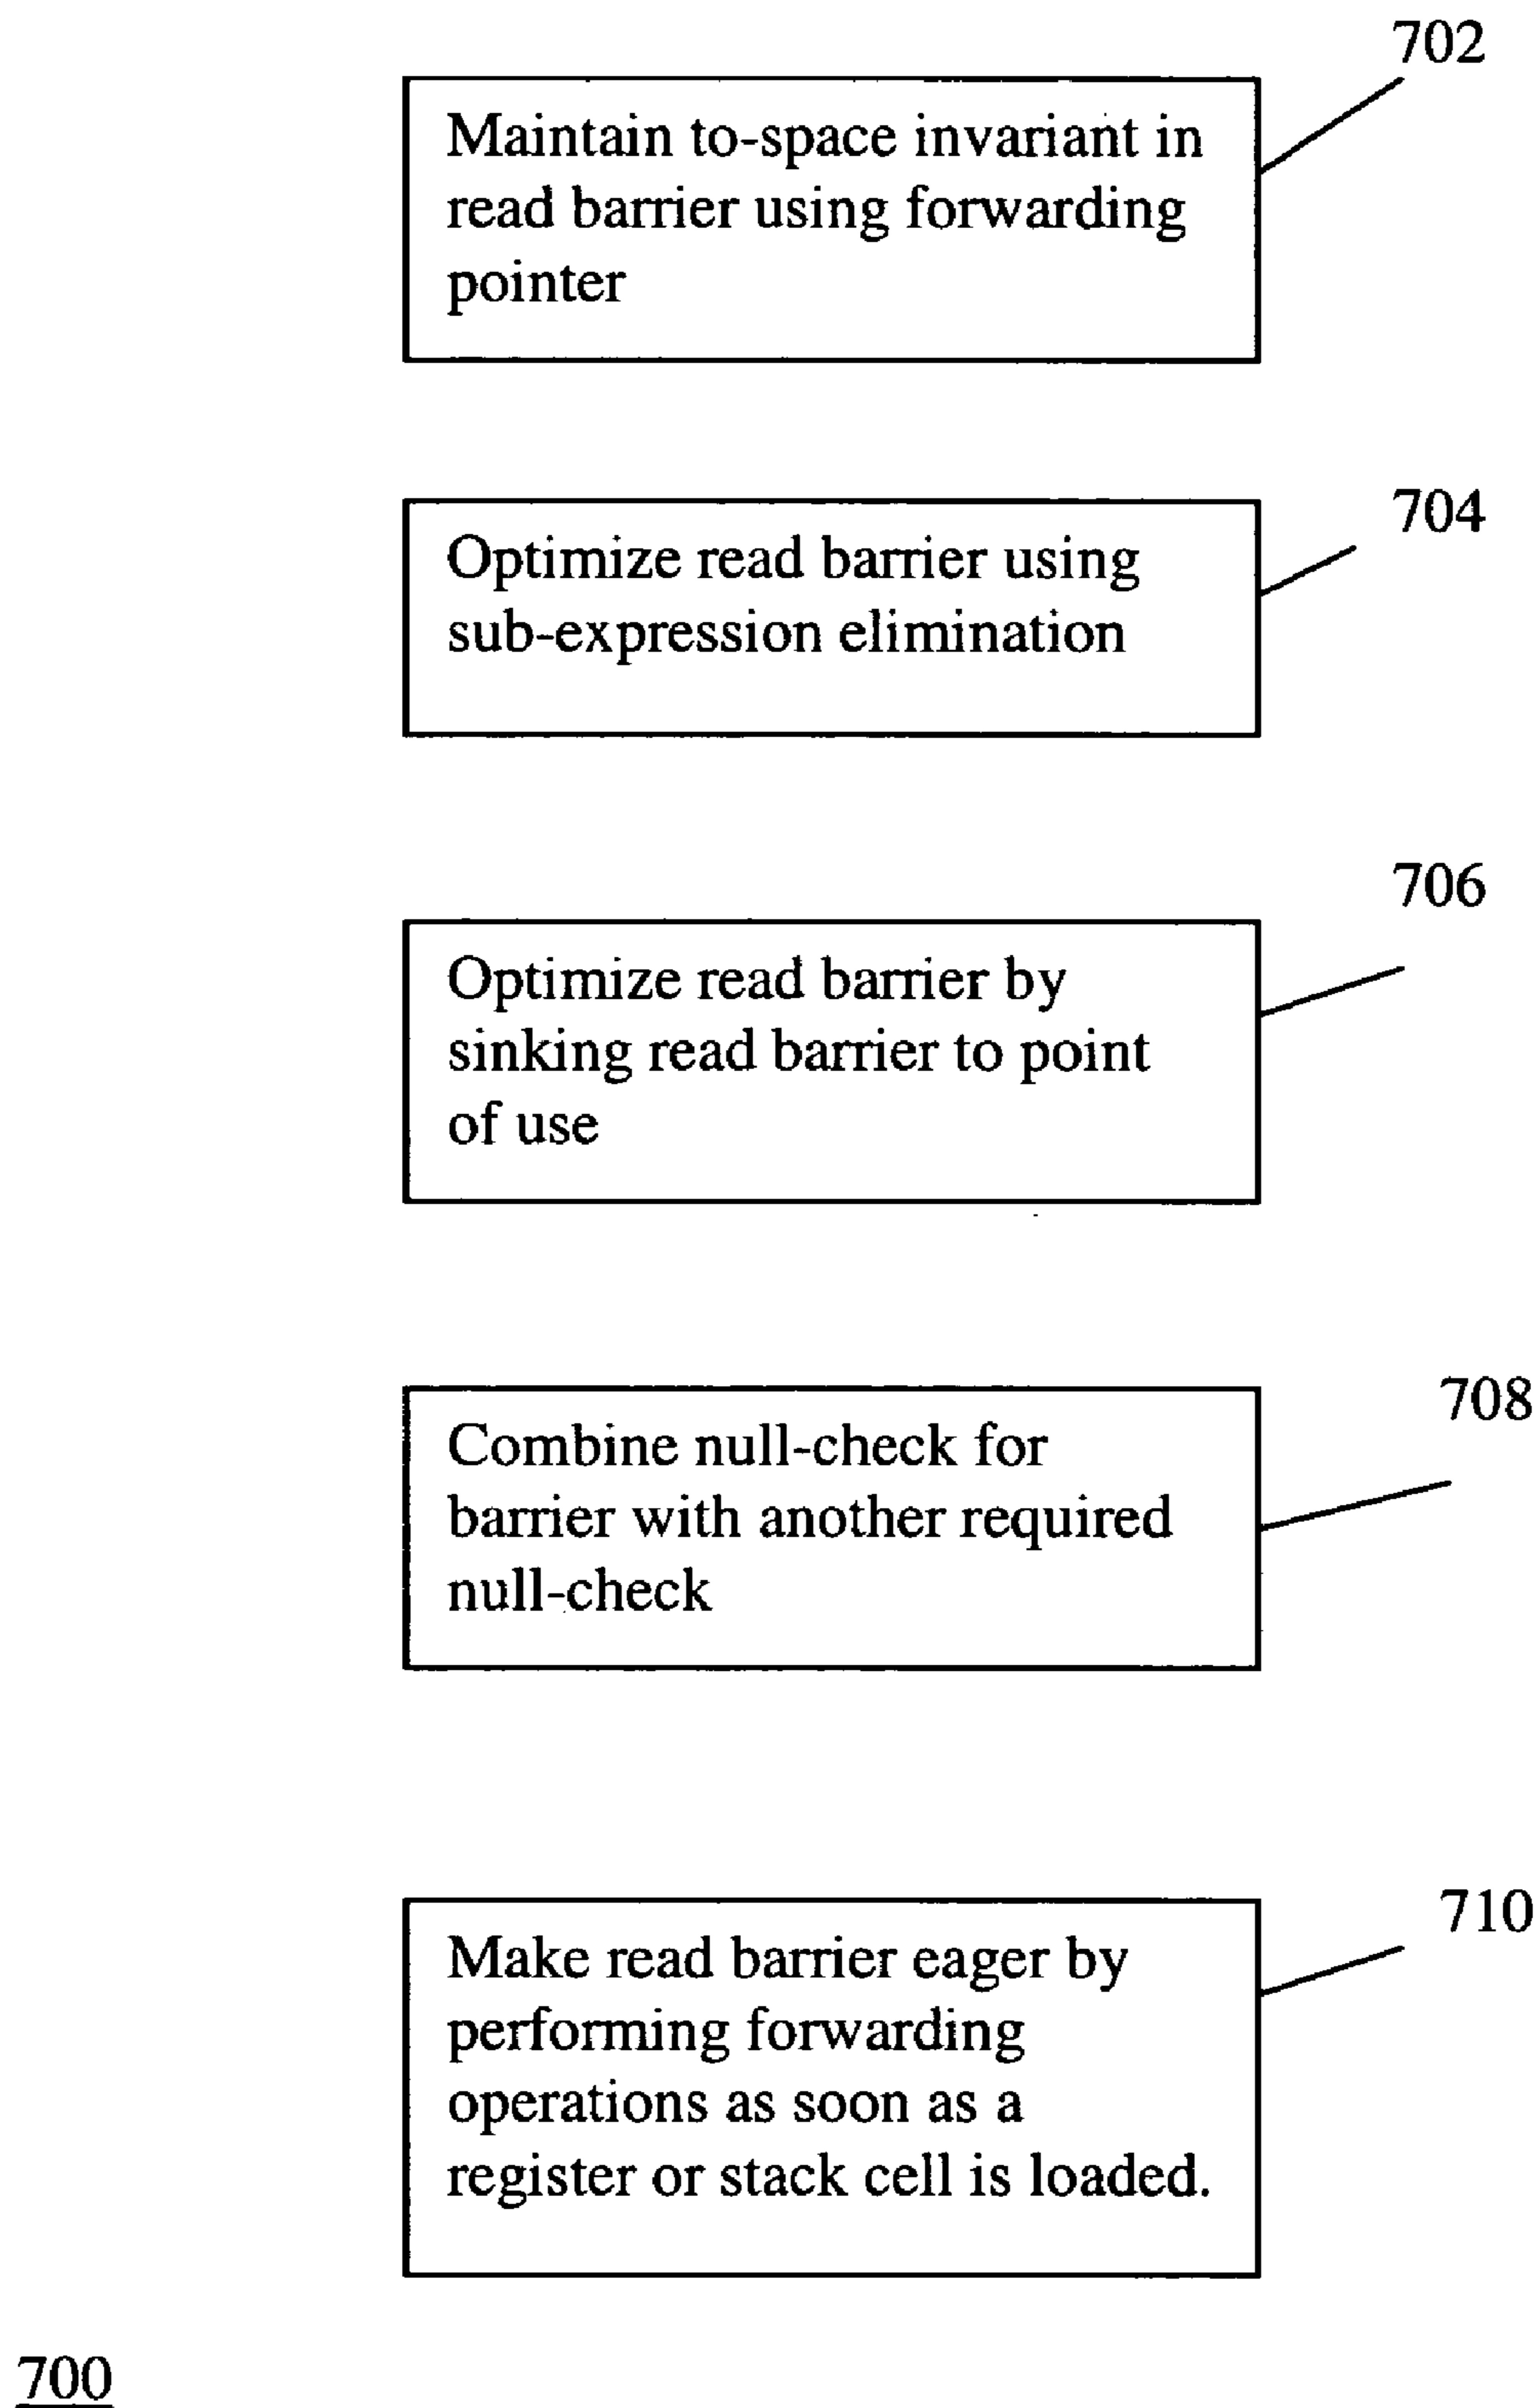 702
Maintain to-space invariant in
read barrier using forwarding
pointer
704
Optimize read barrier using
sub-expression elimination
706
Optimize read barrier by
sinking read barrier to point
of use
708
Combine null-check for
barrier with another required
null-check
710
Make read barrier eager by
performing forwarding
operations as soon as a
register or stack cell is loaded.
700